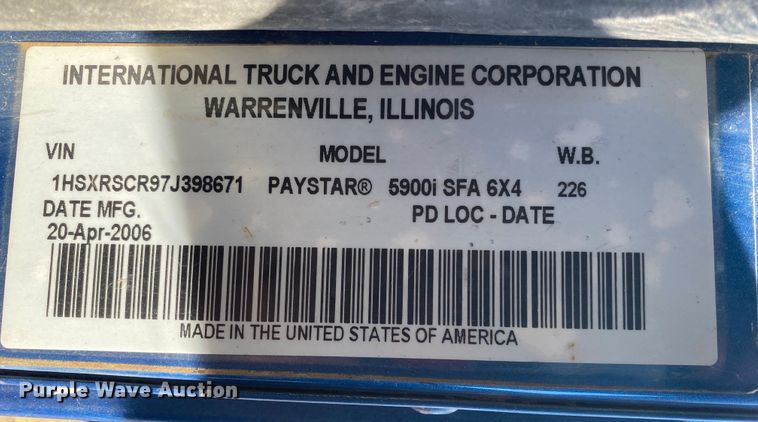 INTERNATIONAL TRUCK AND ENGINE CORPORATION
WARRENVILLE, ILLINOIS
VIN MODEL W.B.
1HSXRSCR97J398671 PAYSTAR® 5900i SFA 6X4 226
DATE MFG. PD LOC - DATE
20-Apr-2006
MADE IN THE UNITED STATES OF AMERICA
Purple Wave Auction